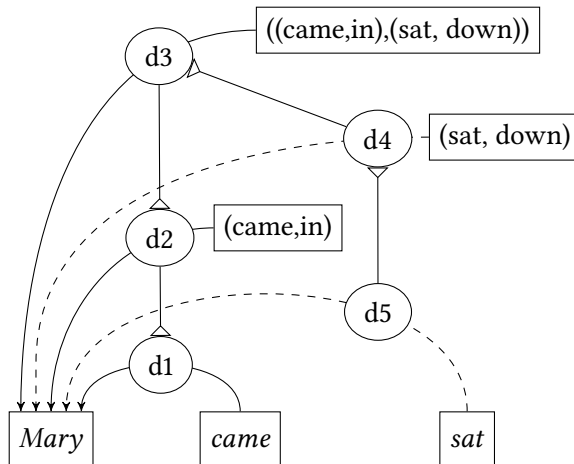 ((came,in),(sat, down))
d3
d4
(sat, down)
d2
(came,in)
d5
d1
Mary
came
sat